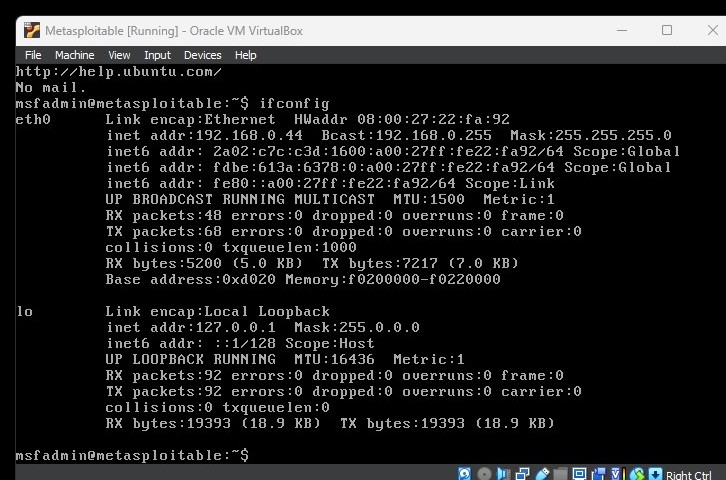 Metasploitable [Running] - Oracle VM VirtualBox
File Machine View Input Devices Help
http://help.ubuntu.com/
No mail.
msfadmin@metasploitable:~$ ifconfig
eth0 Link encap:Ethernet HWaddr 08:00:27:22:fa:92
inet addr:192.168.0.44 Bcast:192.168.0.255 Mask:255.255.255.0
inet6 addr: 2a02:c7c:c3d:1600:a00:27ff:fe22:fa92/64 Scope:Global
inet6 addr: fdbe:613a:6378:0:a00:27ff:fe22:fa92/64 Scope:Global
inet6 addr: fe80::a00:27ff:fe22:fa92/64 Scope:Link
UP BROADCAST RUNNING MULTICAST MTU:1500 Metric:1
RX packets:48 errors:0 dropped:0 overruns:0 frame:0
TX packets:68 errors:0 dropped:0 overruns:0 carrier:0
collisions:0 txqueuelen:1000
RX bytes:5200 (5.0 KB) TX bytes:7217 (7.0 KB)
Base address:0xd020 Memory:f0200000-f0220000
lo Link encap:Local Loopback
inet addr:127.0.0.1 Mask:255.0.0.0
inet6 addr: ::1/128 Scope:Host
UP LOOPBACK RUNNING MTU:16436 Metric:1
RX packets:92 errors:0 dropped:0 overruns:0 frame:0
TX packets:92 errors:0 dropped:0 overruns:0 carrier:0
collisions:0 txqueuelen:0
RX bytes:19393 (18.9 KB) TX bytes:19393 (18.9 KB)
msfadmin@metasploitable:~$
Right Ctrl